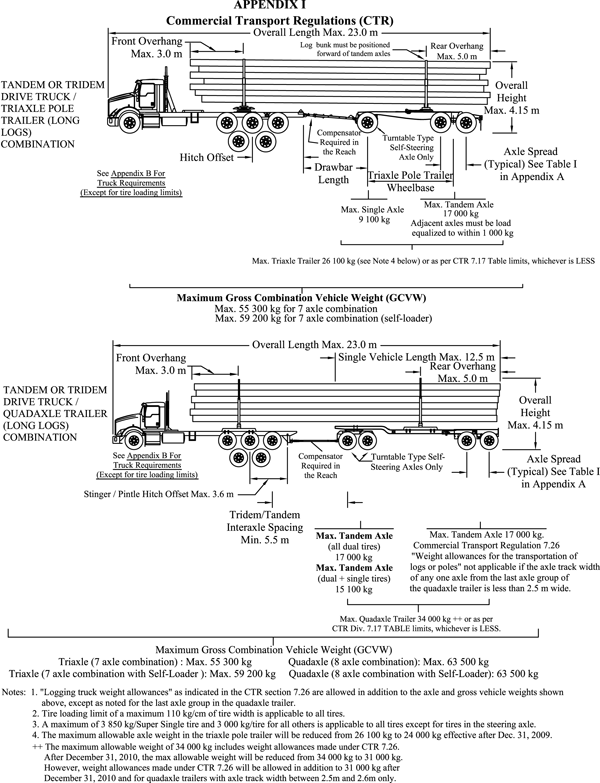 APPENDIX I
Commercial Transport Regulations (CTR)
Overall Length Max. 23.0 m
Front Overhang
Max. 3.0 m
Log bunk must be positioned
forward of tandem axles
Rear Overhang
Max. 5.0 m
TANDEM OR TRIDEM
DRIVE TRUCK /
TRIAXLE POLE
TRAILER (LONG
LOGS)
COMBINATION
Overall
Height
Max. 4.15 m
Hitch Offset
Compensator
Required in
the Reach
Turntable Type
Self-Steering
Axle Only
Axle Spread
(Typical) See Table I
in Appendix A
See Appendix B For
Truck Requirements
(Except for tire loading limits)
Drawbar
Length
Triaxle Pole Trailer
Wheelbase
Max. Single Axle
9 100 kg
Max. Tandem Axle
17 000 kg
Adjacent axles must be load
equalized to within 1 000 kg
Max. Triaxle Trailer 26 100 kg (see Note 4 below) or as per CTR 7.17 Table limits, whichever is LESS
Maximum Gross Combination Vehicle Weight (GCVW)
Max. 55 300 kg for 7 axle combination
Max. 59 200 kg for 7 axle combination (self-loader)
Overall Length Max. 23.0 m
Front Overhang
Max. 3.0 m
Single Vehicle Length Max. 12.5 m
Rear Overhang
Max. 5.0 m
TANDEM OR TRIDEM
DRIVE TRUCK /
QUADAXLE TRAILER
(LONG LOGS)
COMBINATION
Overall
Height
Max. 4.15 m
See Appendix B For
Truck Requirements
(Except for tire loading limits)
Compensator
Required in
the Reach
Turntable Type Self-
Steering Axles Only
Axle Spread
(Typical) See Table I
in Appendix A
Stinger / Pintle Hitch Offset Max. 3.6 m
Tridem/Tandem
Interaxle Spacing
Min. 5.5 m
Max. Tandem Axle
(all dual tires)
17 000 kg
Max. Tandem Axle
(dual + single tires)
15 100 kg
Max. Tandem Axle 17 000 kg.
Commercial Transport Regulation 7.26
"Weight allowances for the transportation of
logs or poles" not applicable if the axle track width
of any one axle from the last axle group of
the quadaxle trailer is less than 2.5 m wide.
Max. Quadaxle Trailer 34 000 kg ++ or as per
CTR Div. 7.17 TABLE limits, whichever is LESS.
Maximum Gross Combination Vehicle Weight (GCVW)
Triaxle (7 axle combination) : Max. 55 300 kg Quadaxle (8 axle combination): Max. 63 500 kg
Triaxle (7 axle combination with Self-Loader ): Max. 59 200 kg Quadaxle (8 axle combination with Self-Loader): 63 500 kg
Notes: 1. "Logging truck weight allowances" as indicated in the CTR section 7.26 are allowed in addition to the axle and gross vehicle weights shown
above, except as noted for the last axle group in the quadaxle trailer.
2. Tire loading limit of a maximum 110 kg/cm of tire width is applicable to all tires.
3. A maximum of 3 850 kg/Super Single tire and 3 000 kg/tire for all others is applicable to all tires except for tires in the steering axle.
4. The maximum allowable axle weight in the triaxle pole trailer will be reduced from 26 100 kg to 24 000 kg effective after Dec. 31, 2009.
++ The maximum allowable weight of 34 000 kg includes weight allowances made under CTR 7.26.
After December 31, 2010, the max allowable weight will be reduced from 34 000 kg to 31 000 kg.
However, weight allowances made under CTR 7.26 will be allowed in addition to 31 000 kg after
December 31, 2010 and for quadaxle trailers with axle track width between 2.5m and 2.6m only.